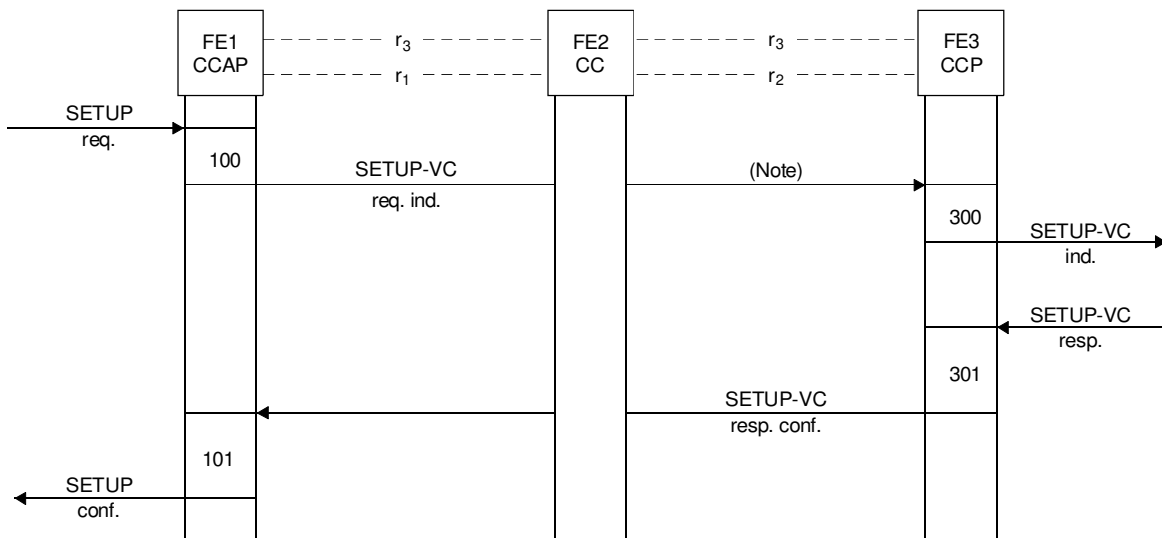 FE1
CCAP
r3
r1
FE2
CC
r3
r2
FE3
CCP
SETUP
req.
100
SETUP-VC
req. ind.
(Note)
300
SETUP-VC
ind.
SETUP-VC
resp.
301
SETUP-VC
resp. conf.
101
SETUP
conf.